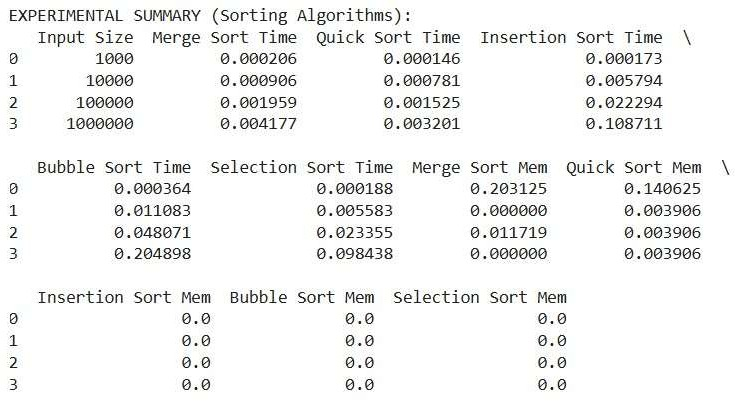 EXPERIMENTAL SUMMARY (Sorting Algorithms):
   Input Size  Merge Sort Time  Quick Sort Time  Insertion Sort Time  \
0        1000         0.000206         0.000146             0.000173
1       10000         0.000906         0.000781             0.005794
2      100000         0.001959         0.001525             0.022294
3     1000000         0.004177         0.003201             0.108711

   Bubble Sort Time  Selection Sort Time  Merge Sort Mem  Quick Sort Mem  \
0          0.000364             0.000188        0.203125        0.140625
1          0.011083             0.005583        0.000000        0.003906
2          0.048071             0.023355        0.011719        0.003906
3          0.204898             0.098438        0.000000        0.003906

   Insertion Sort Mem  Bubble Sort Mem  Selection Sort Mem
0                 0.0              0.0                 0.0
1                 0.0              0.0                 0.0
2                 0.0              0.0                 0.0
3                 0.0              0.0                 0.0